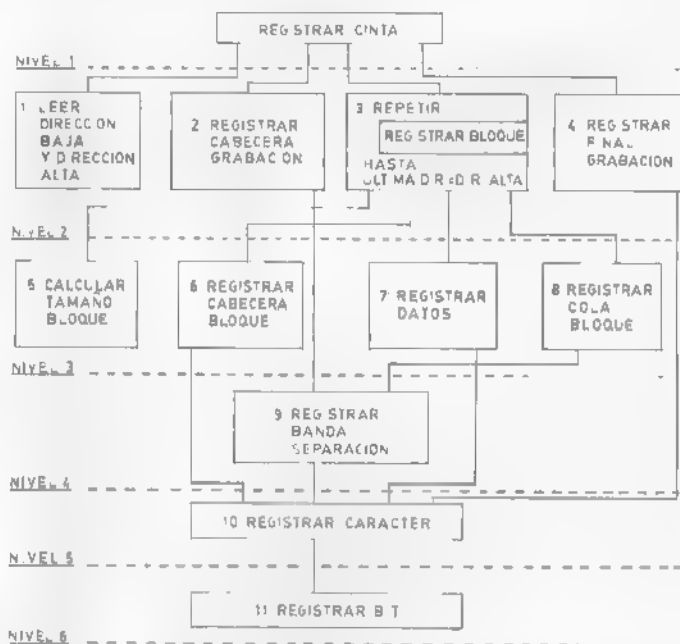 REGISTRAR CINTA
NIVEL 1
1 LEER
DIRECCION
BAJA
Y DIRECCION
ALTA
2 REGISTRAR
CABECERA
GRABACION
3 REPETIR
REGISTRAR BLOQUE
HASTA
ULTIMA DIR=DIR ALTA
4 REGISTRAR
FINAL
GRABACION
NIVEL 2
5 CALCULAR
TAMAÑO
BLOQUE
6 REGISTRAR
CABECERA
BLOQUE
7 REGISTRAR
DATOS
8 REGISTRAR
COLA
BLOQUE
NIVEL 3
9 REGISTRAR
BANDA
SEPARACION
NIVEL 4
10 REGISTRAR CARACTER
NIVEL 5
11 REGISTRAR BIT
NIVEL 6